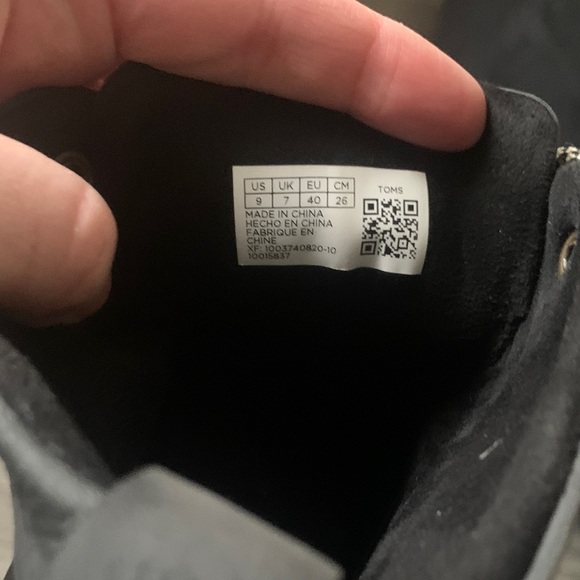 US UK EU CM TOMS
9 7 40 26
MADE IN CHINA
HECHO EN CHINA
FABRIQUE EN
CHINE
XF: 1003740820-10
10015837